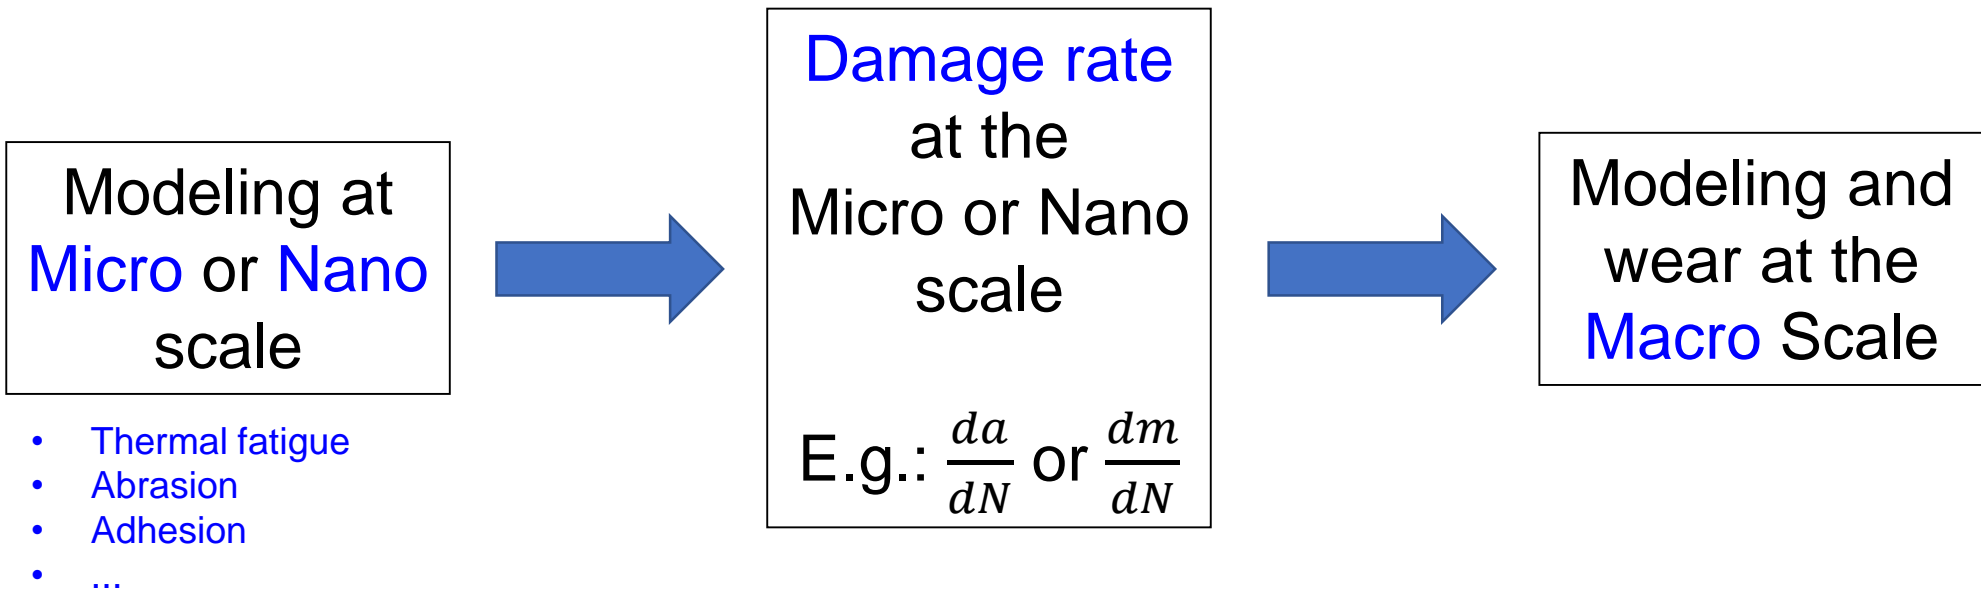 Modeling at
Micro or Nano
scale
• Thermal fatigue
• Abrasion
• Adhesion
• ...
Damage rate
at the
Micro or Nano
scale
E.g.: da/dN or dm/dN
Modeling and
wear at the
Macro Scale